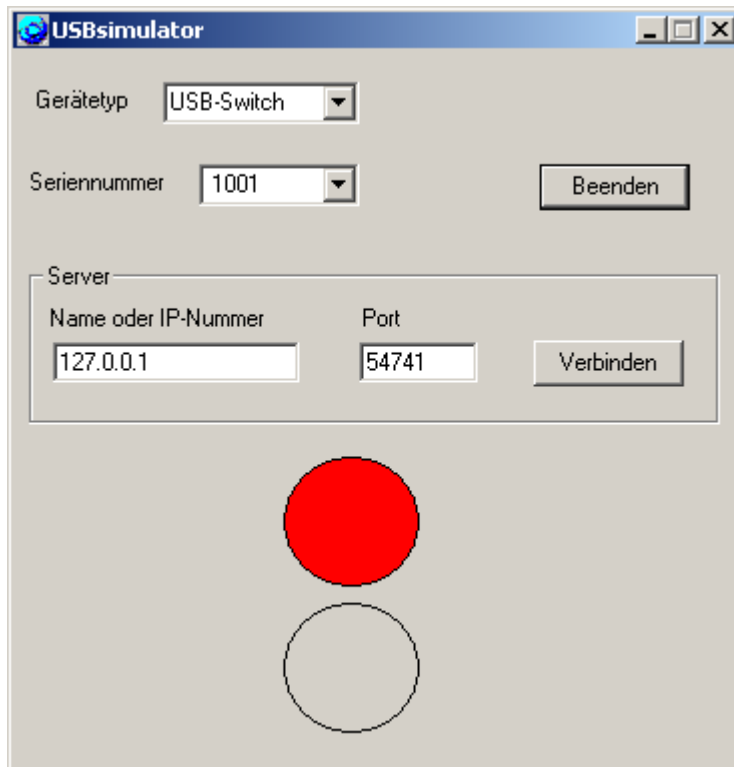 USBsimulator
Gerätetyp USB-Switch
Seriennummer 1001 Beenden
Server
Name oder IP-Nummer Port
127.0.0.1 54741 Verbinden